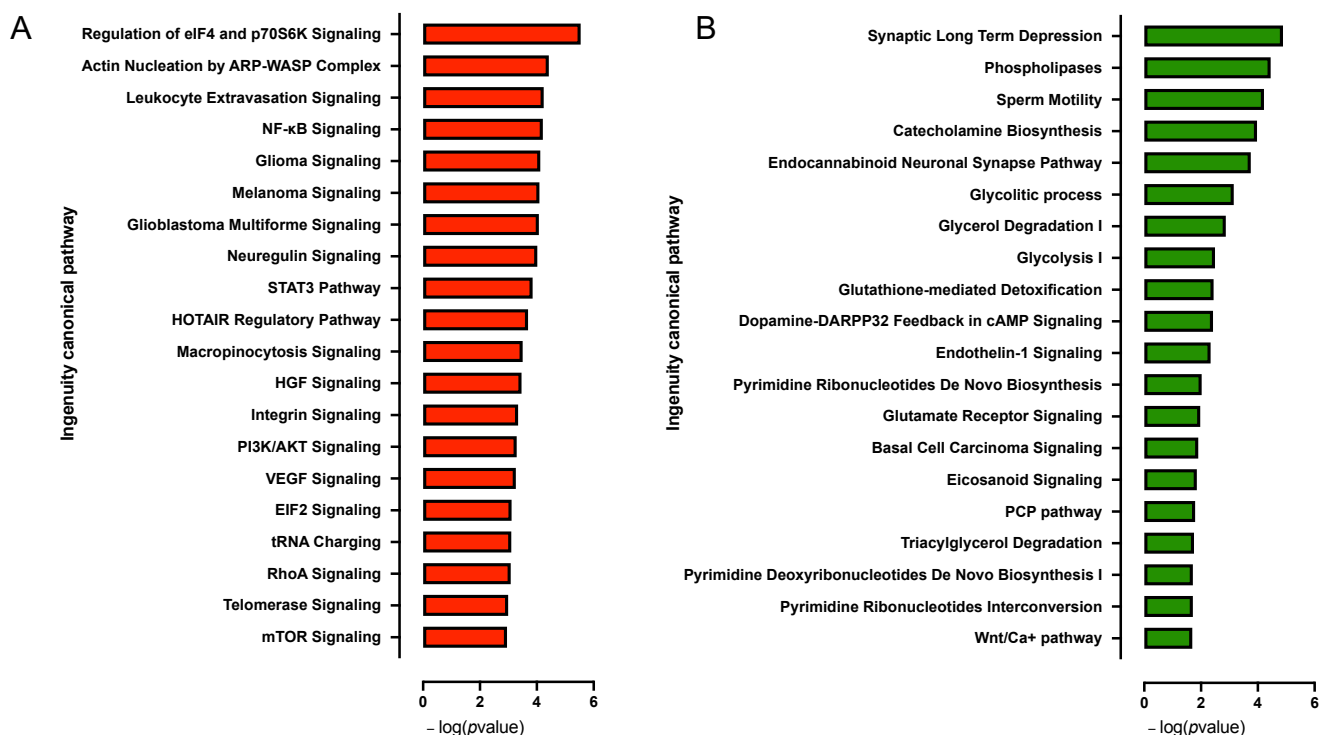 A
Ingenuity canonical pathway
Regulation of eIF4 and p70S6K Signaling
Actin Nucleation by ARP-WASP Complex
Leukocyte Extravasation Signaling
NF-κB Signaling
Glioma Signaling
Melanoma Signaling
Glioblastoma Multiforme Signaling
Neuregulin Signaling
STAT3 Pathway
HOTAIR Regulatory Pathway
Macropinocytosis Signaling
HGF Signaling
Integrin Signaling
PI3K/AKT Signaling
VEGF Signaling
EIF2 Signaling
tRNA Charging
RhoA Signaling
Telomerase Signaling
mTOR Signaling
0 2 4 6
– log(pvalue)
B
Ingenuity canonical pathway
Synaptic Long Term Depression
Phospholipases
Sperm Motility
Catecholamine Biosynthesis
Endocannabinoid Neuronal Synapse Pathway
Glycolitic process
Glycerol Degradation I
Glycolysis I
Glutathione-mediated Detoxification
Dopamine-DARPP32 Feedback in cAMP Signaling
Endothelin-1 Signaling
Pyrimidine Ribonucleotides De Novo Biosynthesis
Glutamate Receptor Signaling
Basal Cell Carcinoma Signaling
Eicosanoid Signaling
PCP pathway
Triacylglycerol Degradation
Pyrimidine Deoxyribonucleotides De Novo Biosynthesis I
Pyrimidine Ribonucleotides Interconversion
Wnt/Ca+ pathway
0 2 4 6
– log(pvalue)